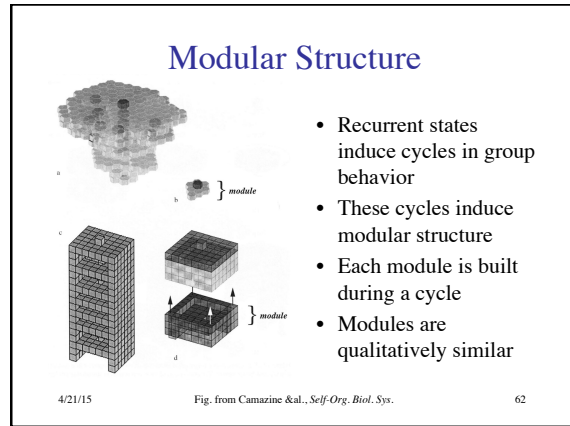 Modular Structure
a
b
module
c
d
module
• Recurrent states
induce cycles in group
behavior
• These cycles induce
modular structure
• Each module is built
during a cycle
• Modules are
qualitatively similar
4/21/15
Fig. from Camazine &al., Self-Org. Biol. Sys.
62